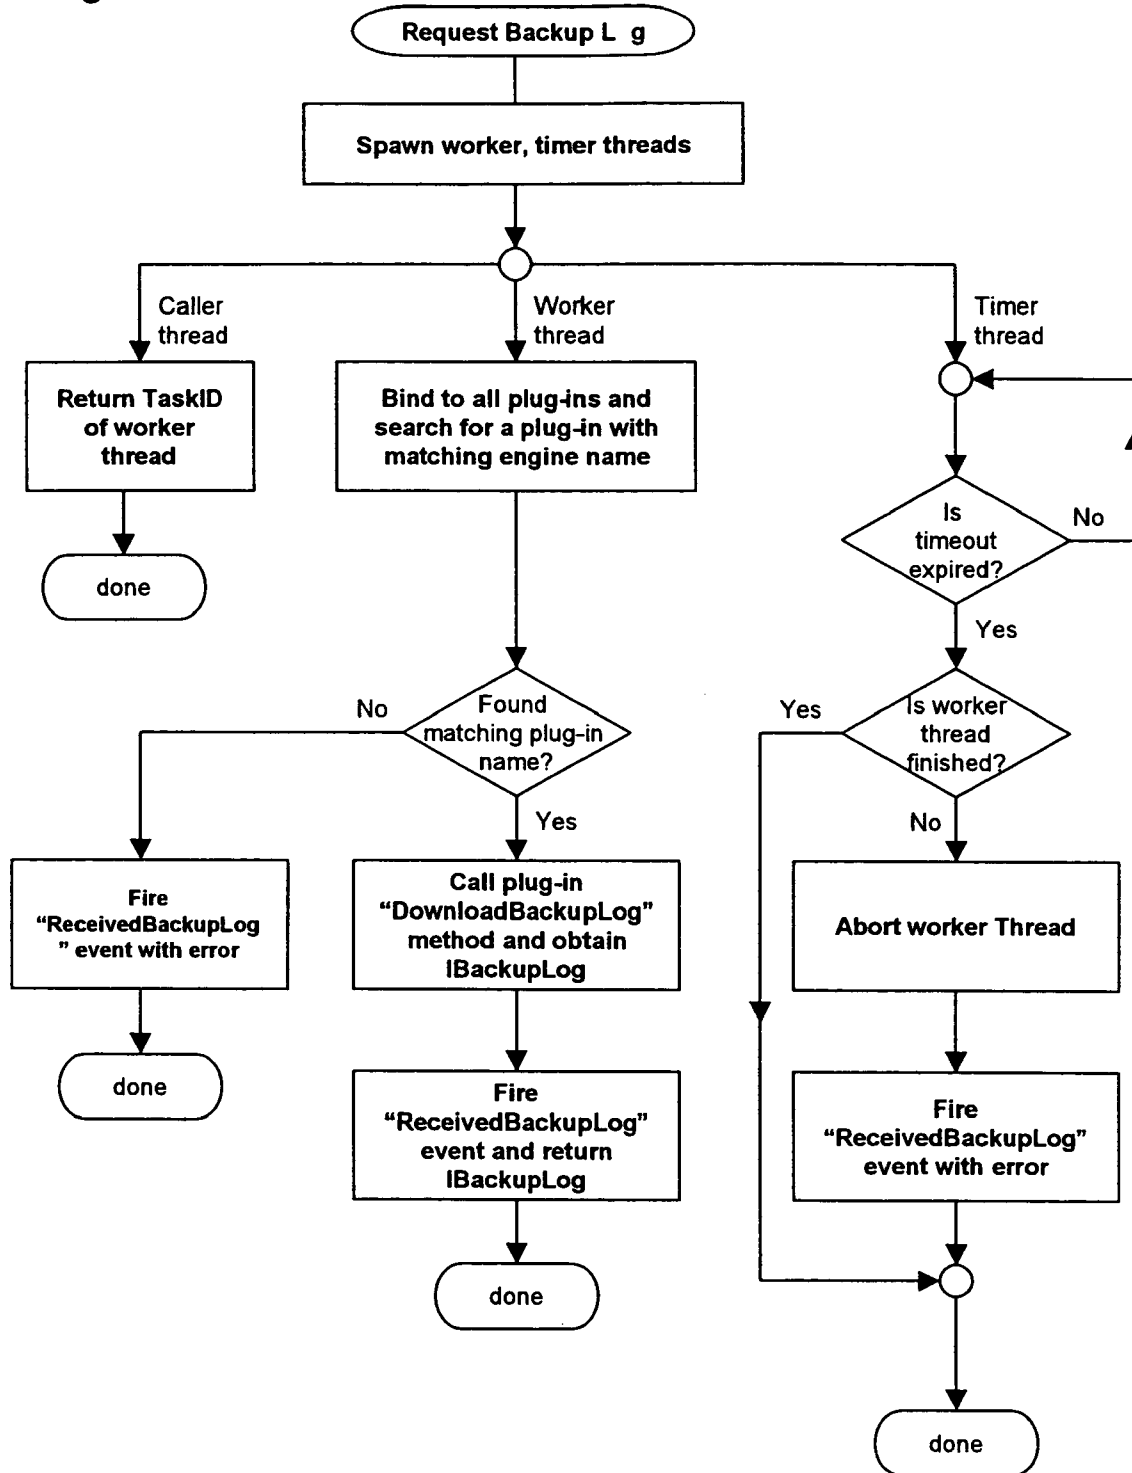 Request Backup L g
Spawn worker, timer threads
Caller
thread
Worker
thread
Timer
thread
Return TaskID
of worker
thread
Bind to all plug-ins and
search for a plug-in with
matching engine name
done
Is
timeout
expired?
No
Yes
No
Found
matching plug-in
name?
Yes
Yes
Is worker
thread
finished?
No
Fire
“ReceivedBackupLog
” event with error
Call plug-in
“DownloadBackupLog”
method and obtain
IBackupLog
Abort worker Thread
done
Fire
“ReceivedBackupLog”
event and return
IBackupLog
Fire
“ReceivedBackupLog”
event with error
done
done